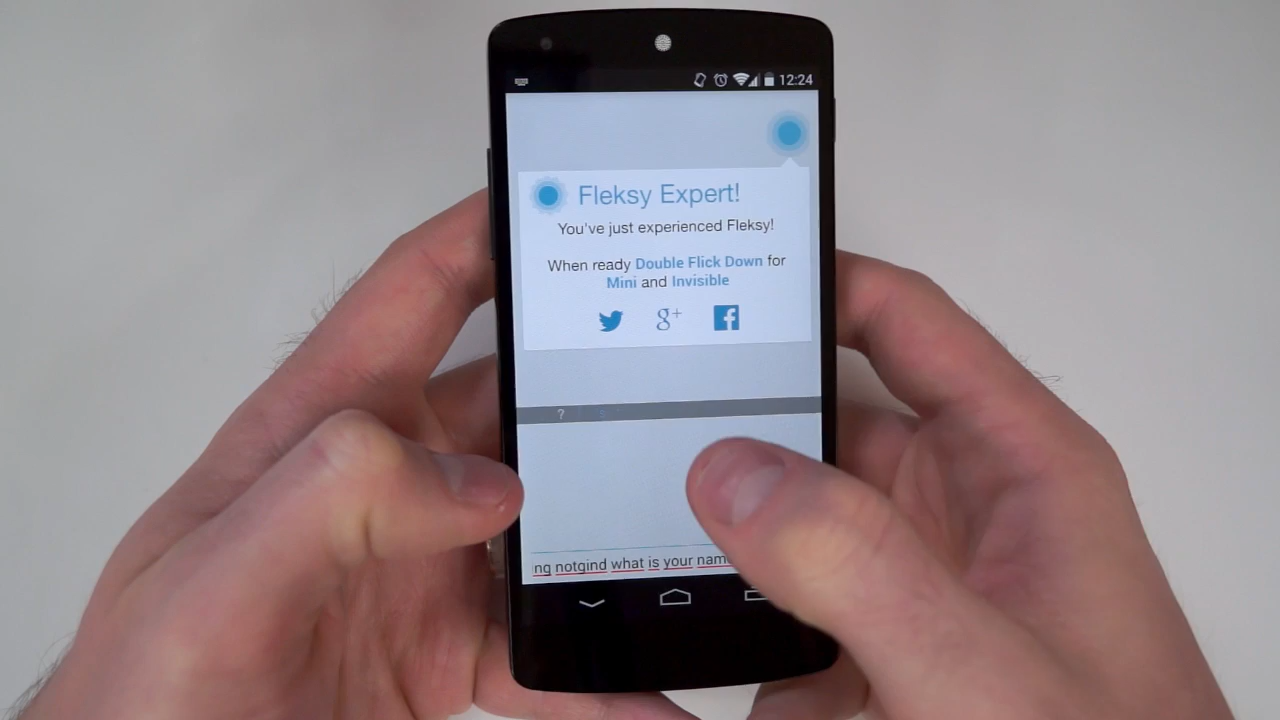 12:24
Fleksy Expert!
You've just experienced Fleksy!
When ready Double Flick Down for
Mini and Invisible
g+
?
ng notgind what is your nam